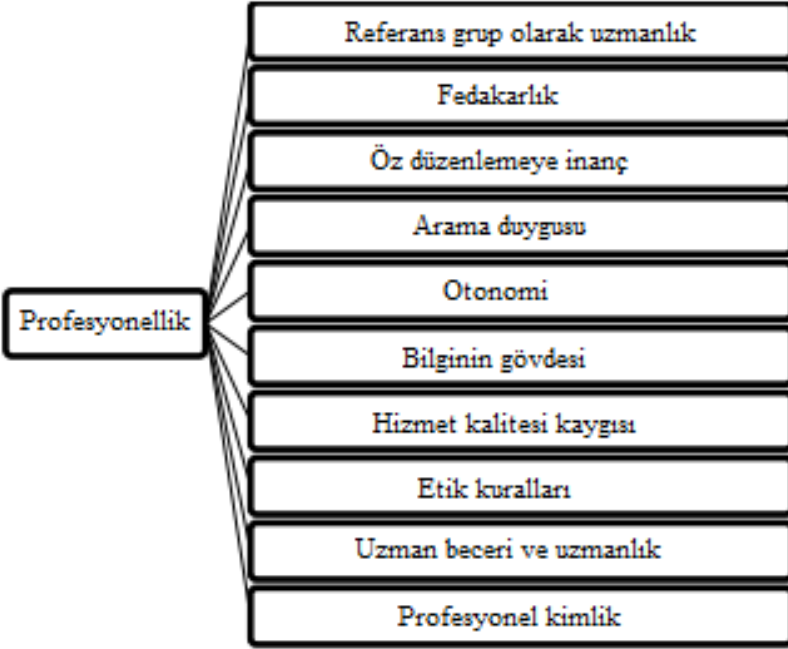 Referans grup olarak uzmanlık
Fedakarlık
Öz düzenlemeye inanç
Arama duygusu
Otonomi
Profesyonellik
Bilginin gövdesi
Hizmet kalitesi kaygısı
Etik kuralları
Uzman beceri ve uzmanlık
Profesyonel kimlik